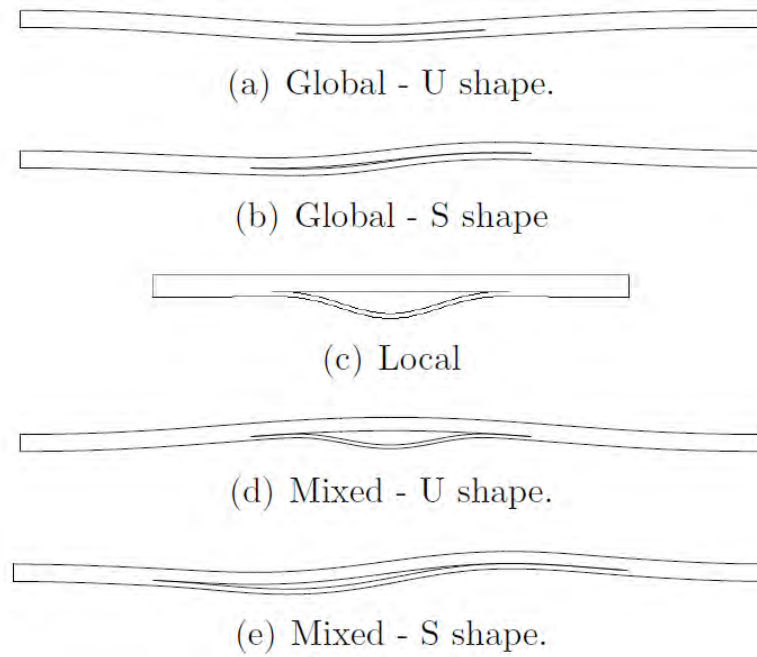 (a) Global - U shape.
(b) Global - S shape
(c) Local
(d) Mixed - U shape.
(e) Mixed - S shape.